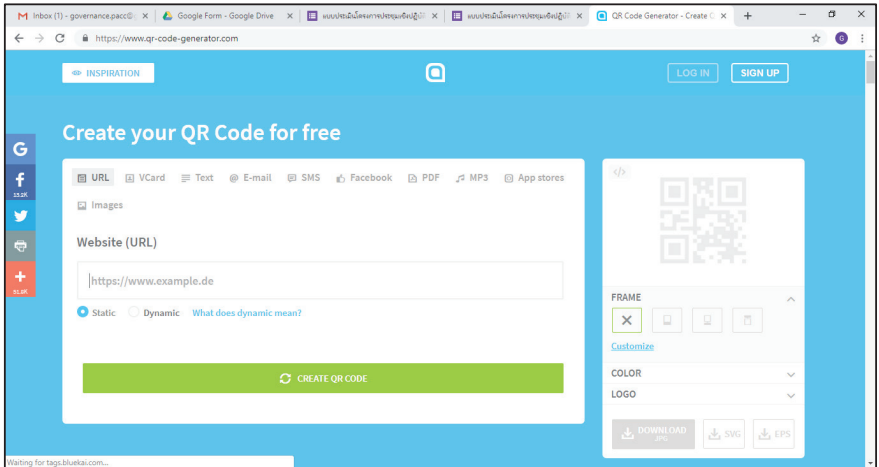 Inbox (1) - governance.pacc@
Google Form - Google Drive
แบบประเมินโครงการประชุมเชิงปฏิบัติ
แบบประเมินโครงการประชุมเชิงปฏิบัติ
QR Code Generator - Create
https://www.qr-code-generator.com
G
INSPIRATION
LOG IN
SIGN UP
Create your QR Code for free
G
f
15.2K
URL
VCard
Text
E-mail
SMS
Facebook
PDF
MP3
App stores
Images
Website (URL)
https://www.example.de
51.8K
Static
Dynamic
What does dynamic mean?
CREATE QR CODE
FRAME
Customize
COLOR
LOGO
DOWNLOAD
.JPG
SVG
EPS
Waiting for tags.bluekai.com...